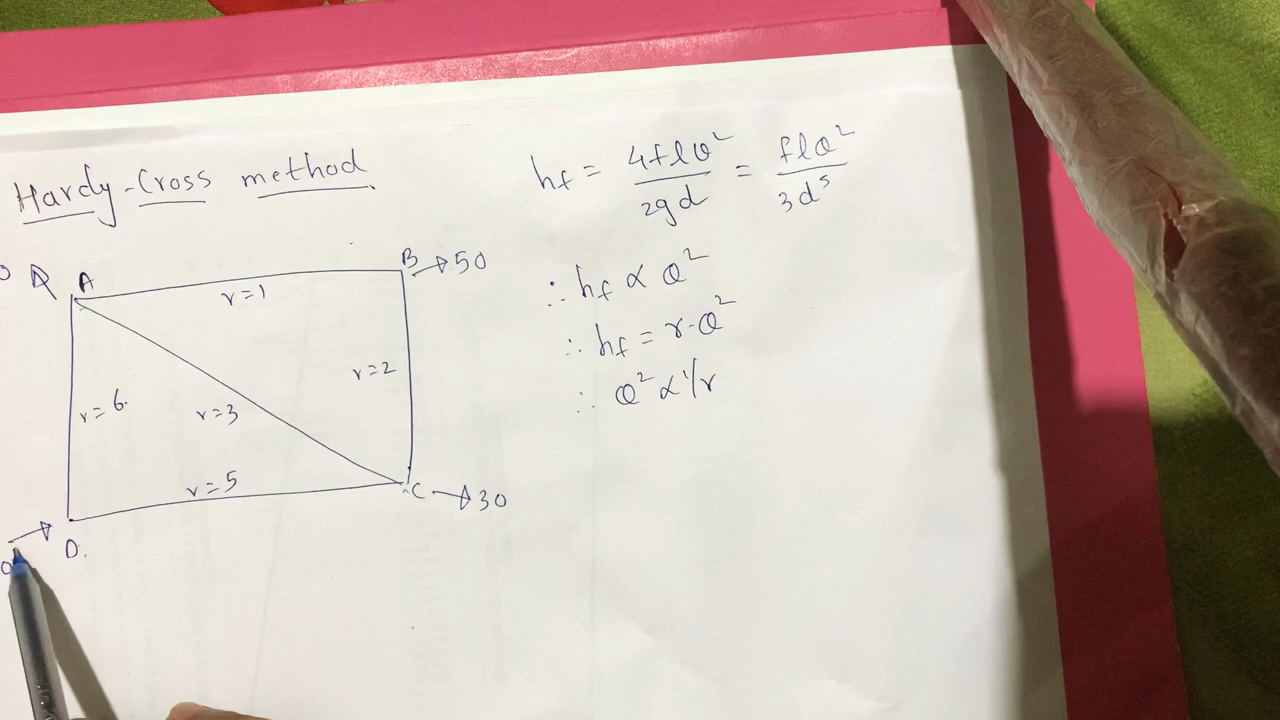 Hardy-Cross method.
hf = 4flQ² / 2gd = flQ² / 3d⁵
∴ hf ∝ Q²
∴ hf = r.Q²
∴ Q² ∝ 1/r
A
B → 50
r=1
r=2
r=6.
r=3
r=5
C → 30
D.